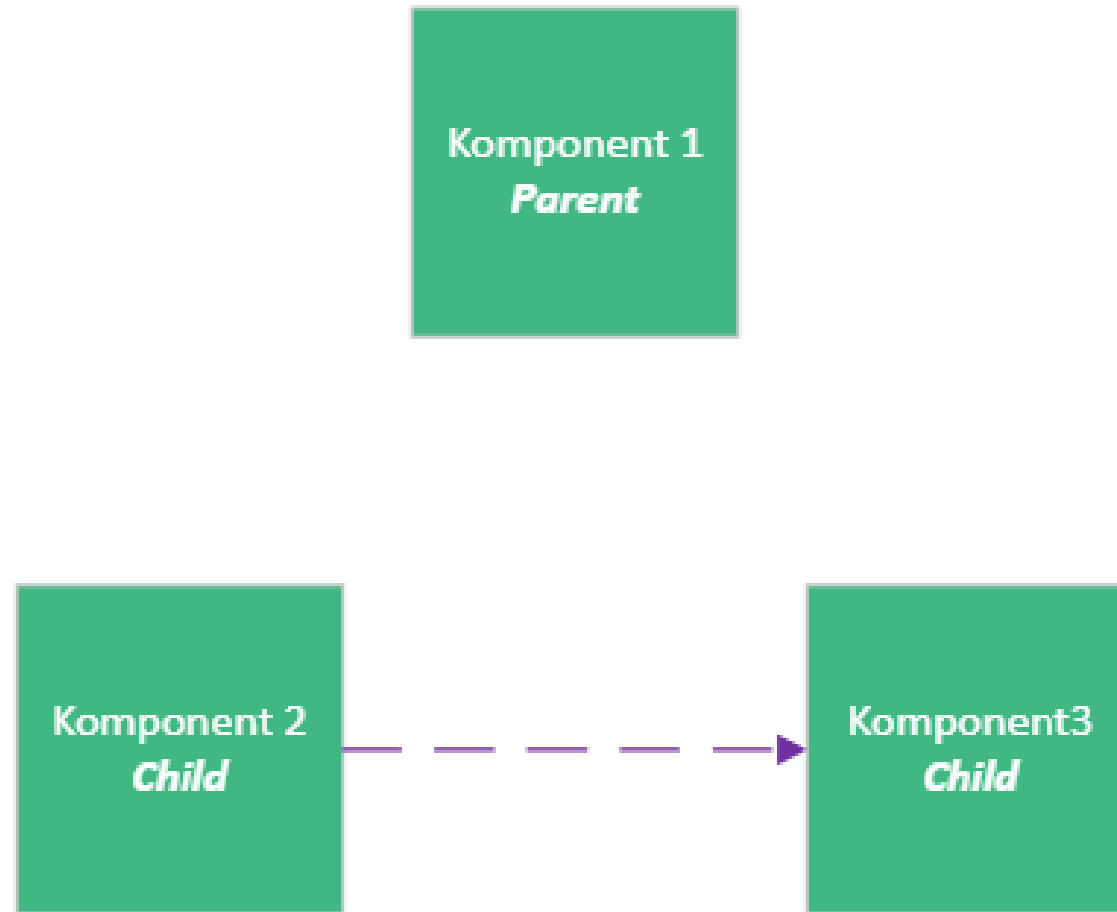 Komponent 1
Parent
Komponent 2
Child
Komponent3
Child